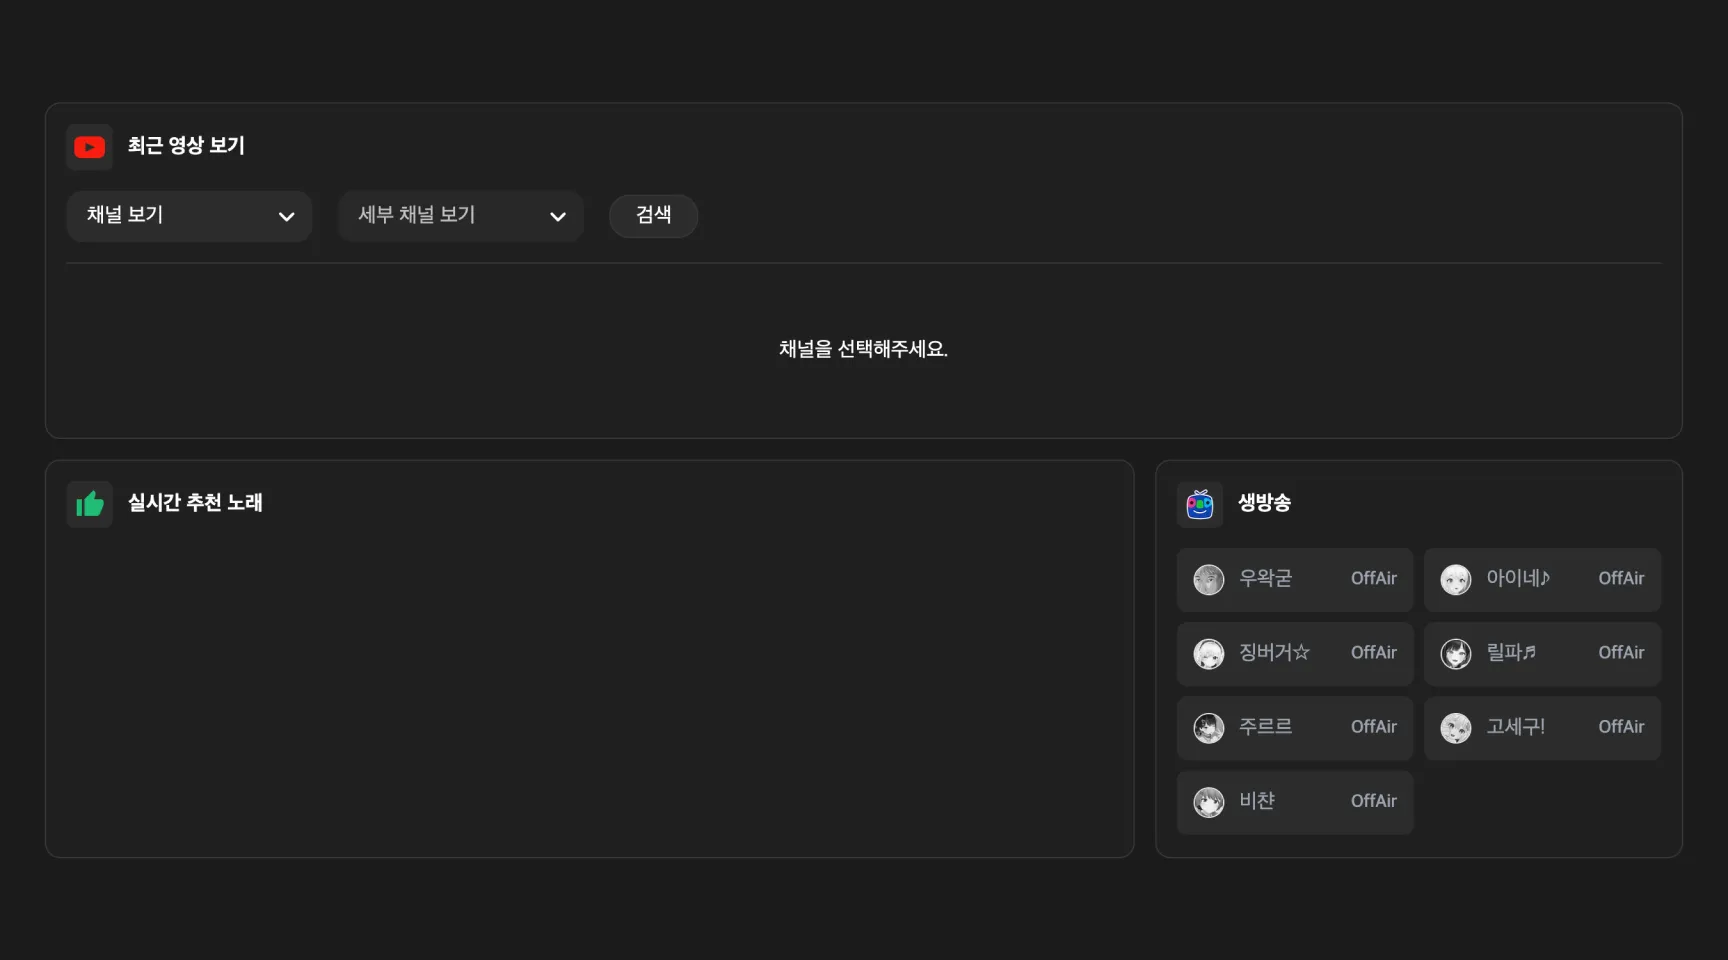 최근 영상 보기
채널 보기
세부 채널 보기
검색
채널을 선택해주세요.
실시간 추천 노래
생방송
우왁굳 OffAir
아이네♪ OffAir
징버거☆ OffAir
릴파♬ OffAir
주르르 OffAir
고세구! OffAir
비챤 OffAir